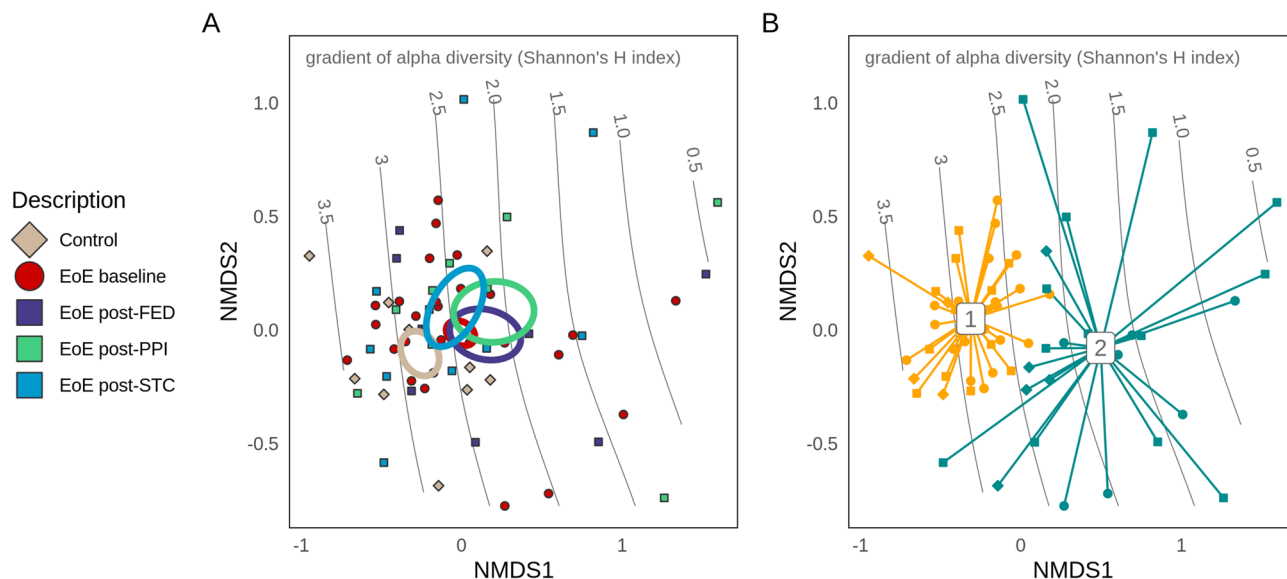 A
gradient of alpha diversity (Shannon's H index)
3.5
3
2.5
2.0
1.5
1.0
0.5
1.0
0.5
0.0
-0.5
NMDS2
-1
0
1
NMDS1
Description
Control
EoE baseline
EoE post-FED
EoE post-PPI
EoE post-STC
B
gradient of alpha diversity (Shannon's H index)
3.5
3
2.5
2.0
1.5
1.0
0.5
1.0
0.5
0.0
-0.5
NMDS2
1
2
-1
0
1
NMDS1